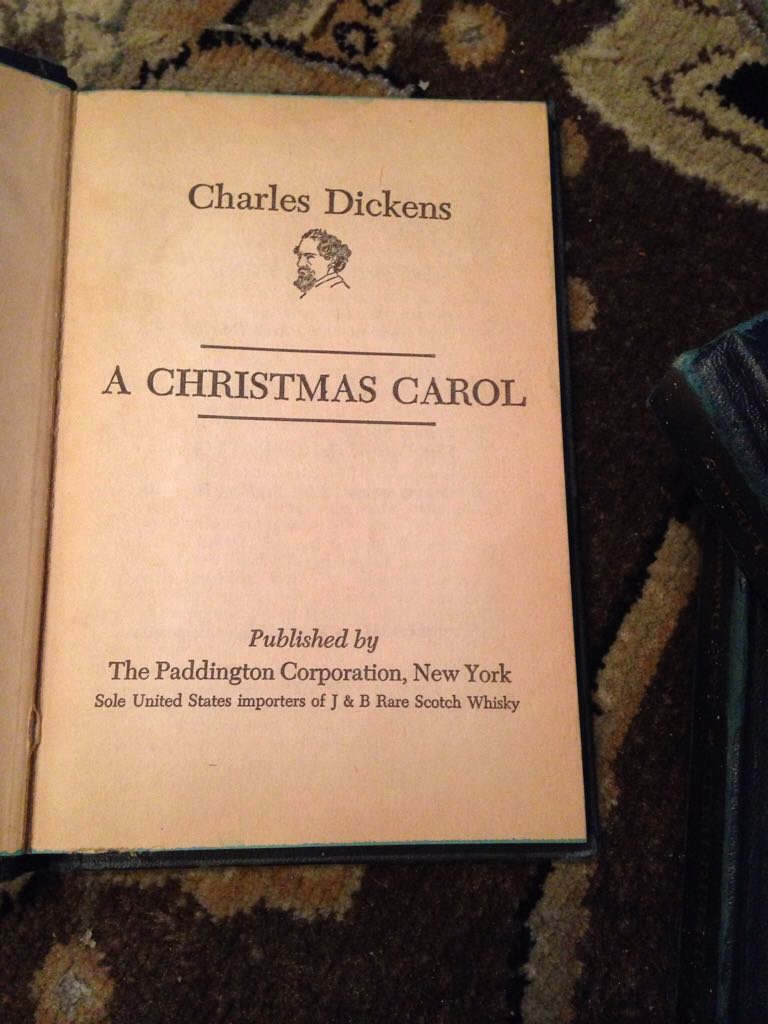 Charles Dickens
A CHRISTMAS CAROL
Published by
The Paddington Corporation, New York
Sole United States importers of J & B Rare Scotch Whisky